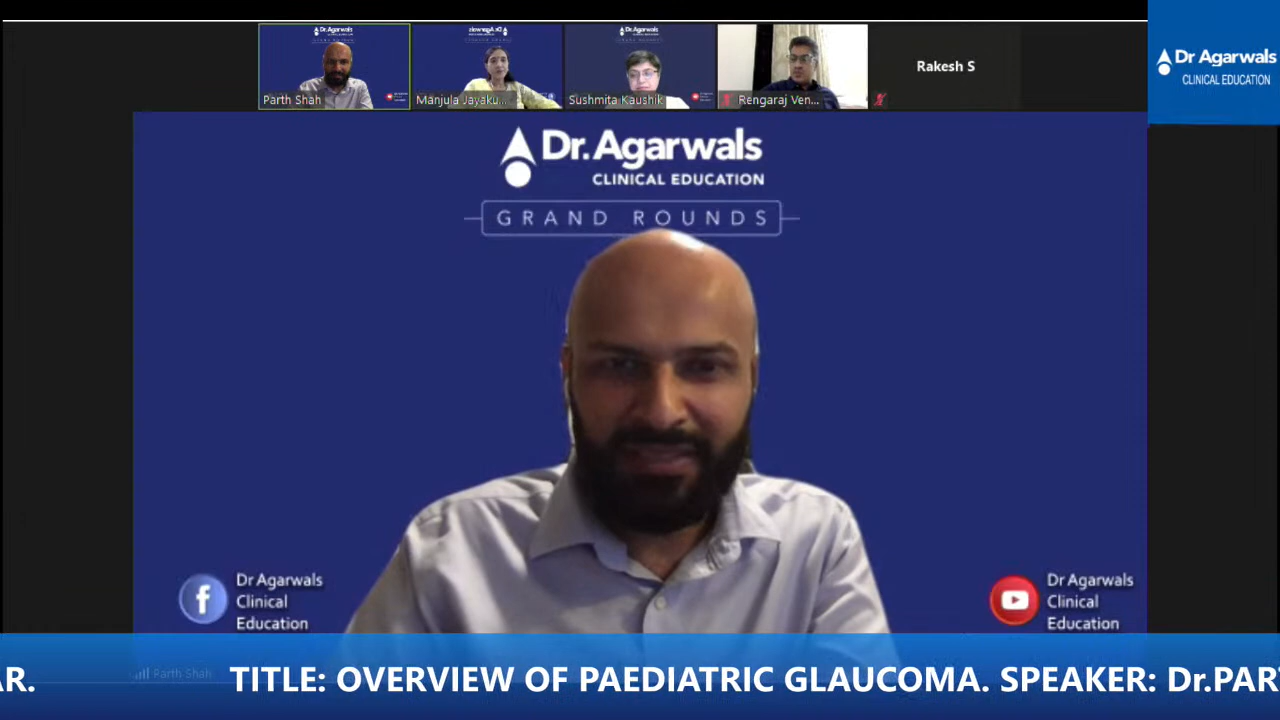 Dr.Agarwals
Dr.Agarwals
Parth Shah
Manjula Jayaku...
Sushmita Kaushik
Rengaraj Ven...
Rakesh S
Dr Agarwals
CLINICAL EDUCATION
Dr.Agarwals
CLINICAL EDUCATION
GRAND ROUNDS
Dr Agarwals
Clinical
Education
Dr Agarwals
Clinical
Education
Parth Shah
AR. TITLE: OVERVIEW OF PAEDIATRIC GLAUCOMA. SPEAKER: Dr.PAR